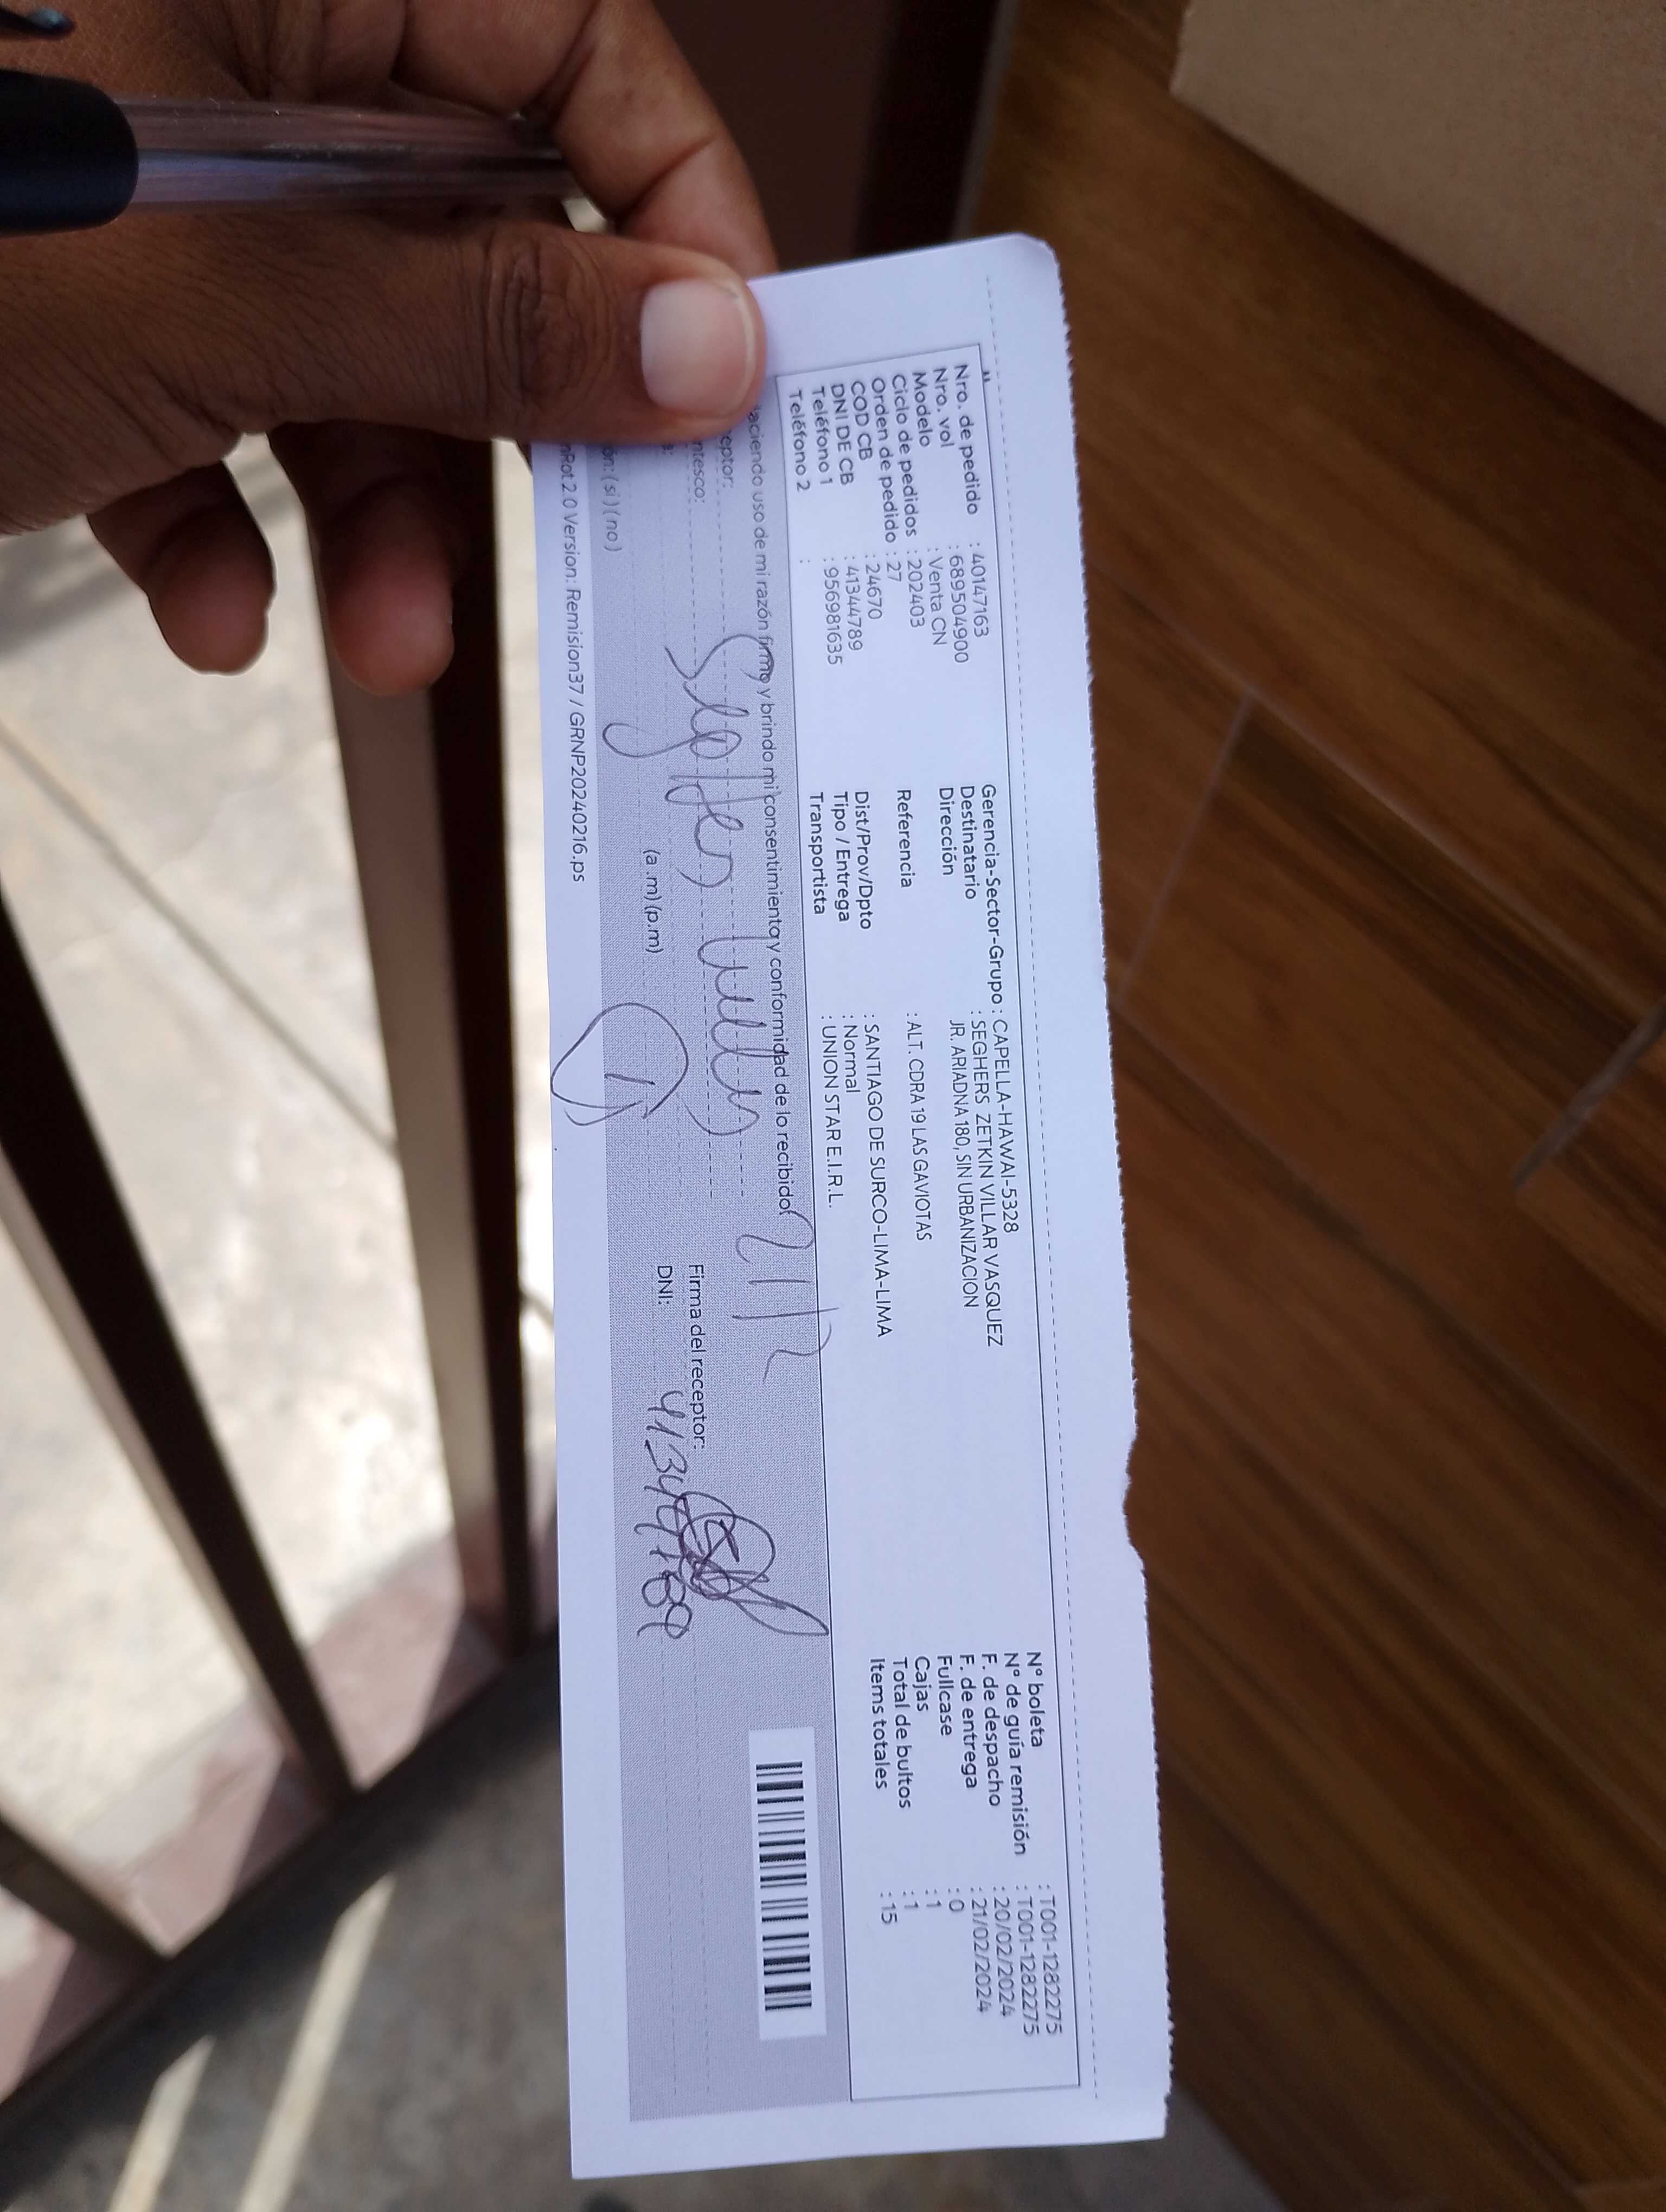 Nro. de pedido : 40147163
Nro. vol : 689504900
Modelo : Venta CN
Ciclo de pedidos : 202403
Orden de pedido : 27
COD CB : 24670
DNI DE CB : 41344789
Teléfono 1 : 956981635
Teléfono 2 :
Gerencia-Sector-Grupo : CAPELLA-HAWAI-5328
Destinatario : SEGHERS ZETKIN VILLAR VASQUEZ
Dirección JR. ARIADNA 180, SIN URBANIZACION
Referencia : ALT. CDRA 19 LAS GAVIOTAS
Dist/Prov/Dpto : SANTIAGO DE SURCO-LIMA-LIMA
Tipo / Entrega : Normal
Transportista : UNION STAR E.I.R.L.
N° boleta : T001-1282275
N° de guía remisión : T001-1282275
F. de despacho : 20/02/2024
F. de entrega : 21/02/2024
Fullcase : 0
Cajas : 1
Total de bultos : 1
Items totales : 15
aciendo uso de mi razón firmo y brindo mi consentimiento y conformidad de lo recibido.
21/2
eptor:
ntesco:
Firma del receptor:
a:
(a .m) (p.m)
DNI: 41344789
ón: (si) (no)
nRot2.0 Version: Remision37 / GRNP20240216.ps